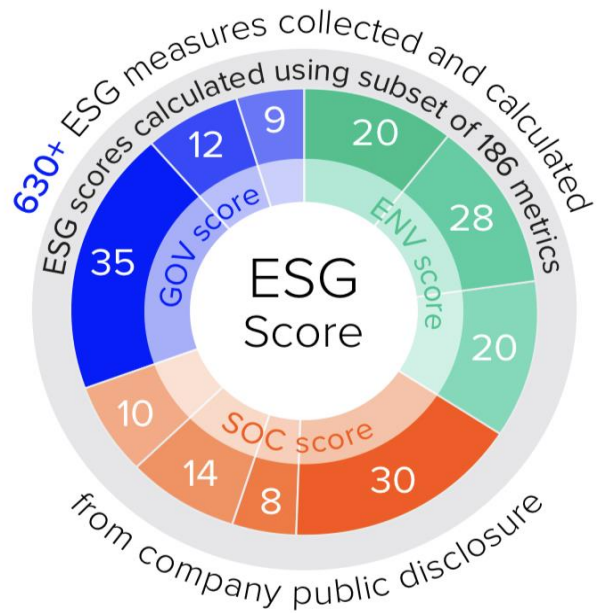 630+ ESG measures collected and calculated
ESG scores calculated using subset of 186 metrics
20
28
20
ENV score
30
8
14
10
SOC score
35
12
9
GOV score
ESG
Score
from company public disclosure